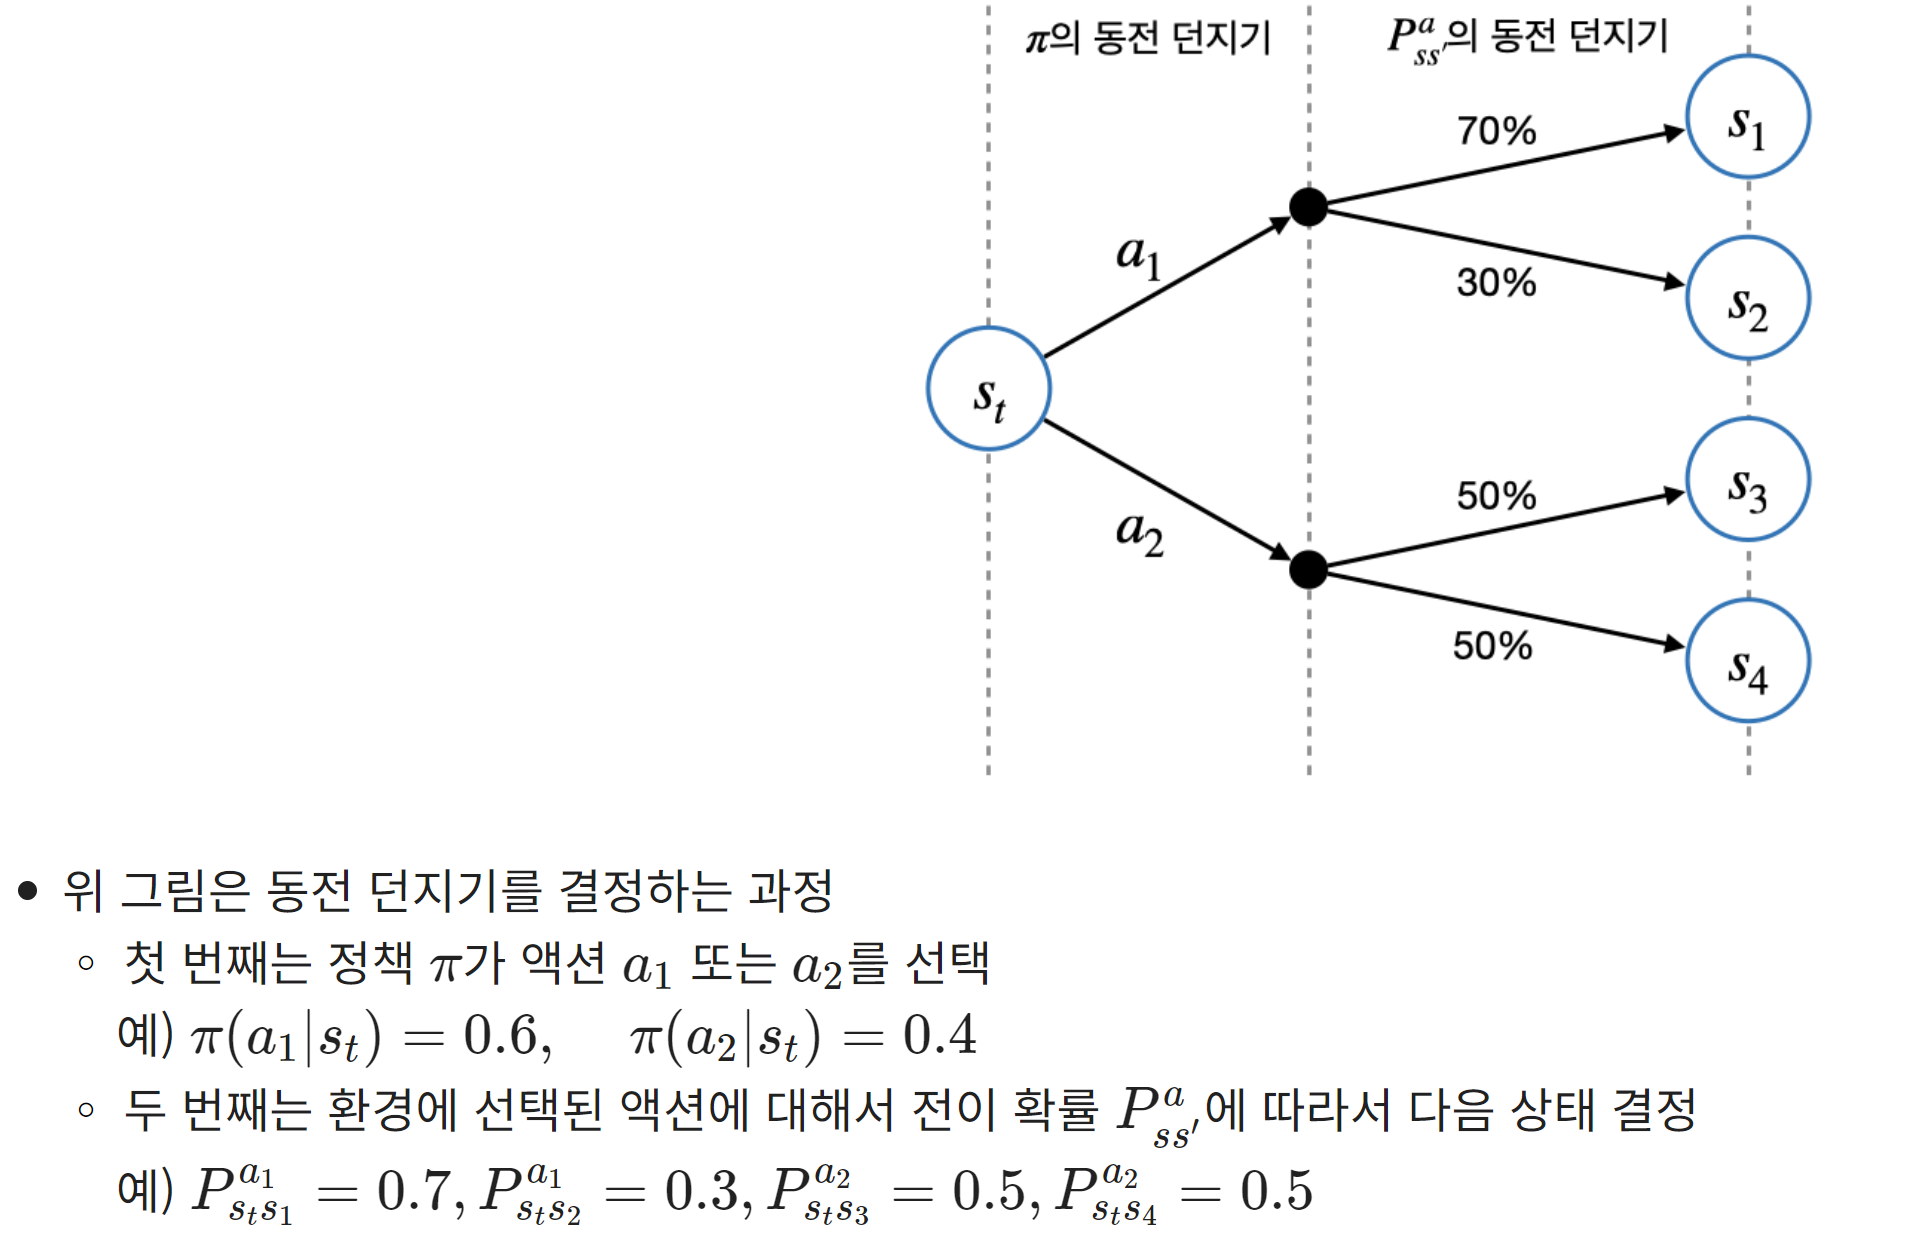 π의 동전 던지기
P^a_{ss'}의 동전 던지기
70%
s_1
a_1
30%
s_2
s_t
50%
s_3
a_2
50%
s_4
• 위 그림은 동전 던지기를 결정하는 과정
◦ 첫 번째는 정책 π가 액션 a_1 또는 a_2를 선택
예) π(a_1|s_t) = 0.6, π(a_2|s_t) = 0.4
◦ 두 번째는 환경에 선택된 액션에 대해서 전이 확률 P^a_{ss'}에 따라서 다음 상태 결정
예) P^{a_1}_{s_t s_1} = 0.7, P^{a_1}_{s_t s_2} = 0.3, P^{a_2}_{s_t s_3} = 0.5, P^{a_2}_{s_t s_4} = 0.5